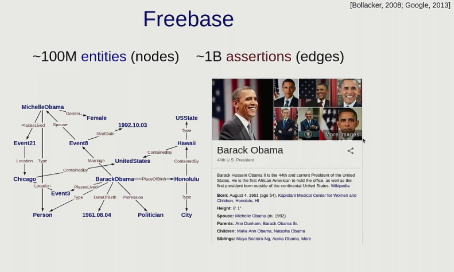 [Bollacker, 2008; Google, 2013]
Freebase
~100M entities (nodes) ~1B assertions (edges)
MichelleObama
Gender
Female
PlacesLived
Spouse
StartDate
1992.10.03
USState
Type
Event21
Event8
Hawaii
ContainedBy
Location
Type
Marriage
UnitedStates
ContainedBy
ContainedBy
Chicago
BarackObama
PlaceOfBirth
Honolulu
Location
PlacesLived
Event3
Type
DateOfBirth
Profession
Type
Person
1961.08.04
Politician
City
More images
Barack Obama
44th U.S. President
Barack Hussein Obama II is the 44th and current President of the United
States. He is the first African American to hold the office, as well as the
first president born outside of the continental United States. Wikipedia
Born: August 4, 1961 (age 54), Kapiolani Medical Center for Women and
Children, Honolulu, HI
Height: 6' 1"
Spouse: Michelle Obama (m. 1992)
Parents: Ann Dunham, Barack Obama Sr.
Children: Malia Ann Obama, Natasha Obama
Siblings: Maya Soetoro-Ng, Auma Obama, More